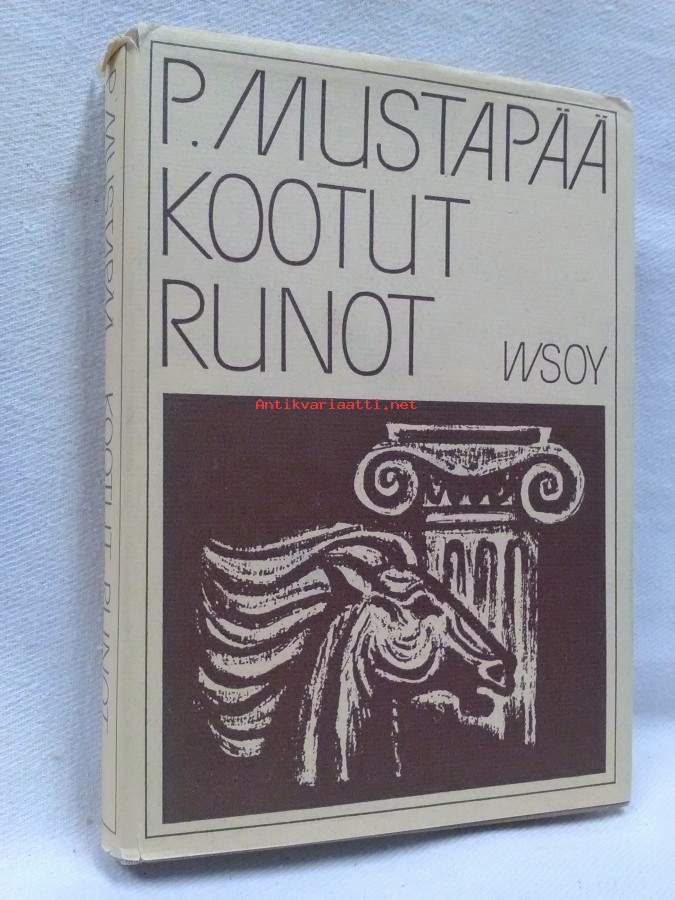 P. MUSTAPÄÄ
KOOTUT
RUNOT
WSOY
Antikvariaatti.net
P. MUSTAPÄÄ KOOTUT RUNOT